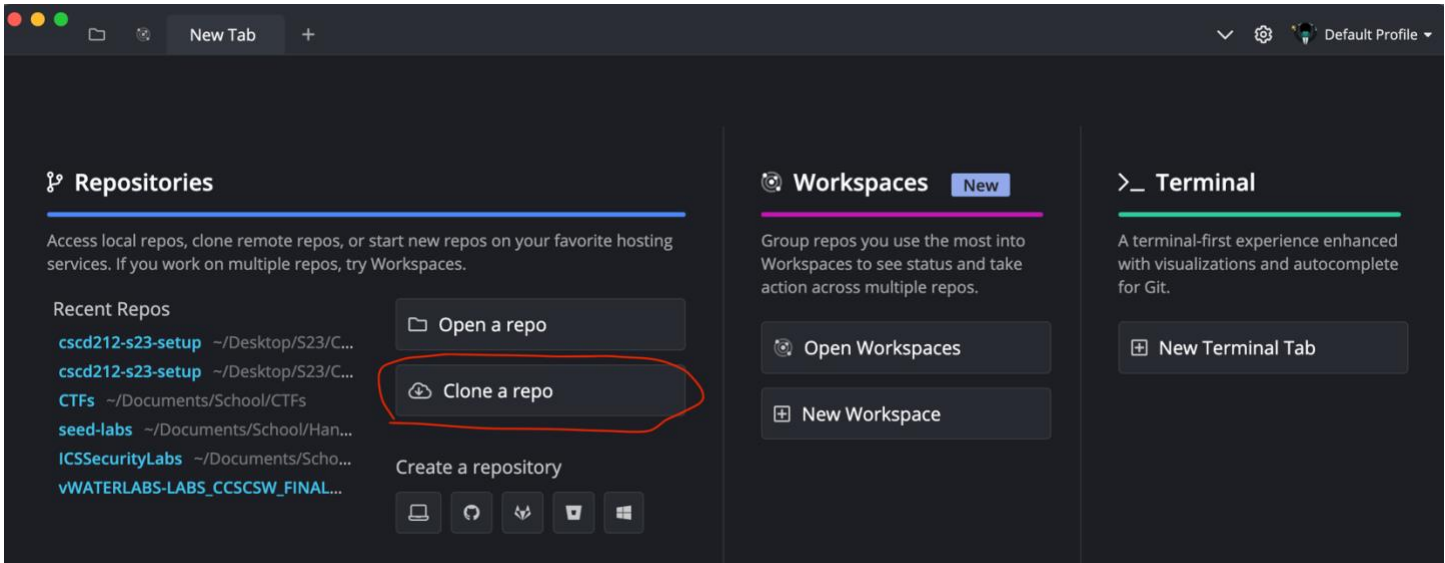 New Tab
Default Profile
Repositories
Access local repos, clone remote repos, or start new repos on your favorite hosting
services. If you work on multiple repos, try Workspaces.
Recent Repos
cscd212-s23-setup ~/Desktop/S23/C...
cscd212-s23-setup ~/Desktop/S23/C...
CTFs ~/Documents/School/CTFs
seed-labs ~/Documents/School/Han...
ICSSecurityLabs ~/Documents/Scho...
vWATERLABS-LABS_CCSCSW_FINAL...
Open a repo
Clone a repo
Create a repository
Workspaces New
Group repos you use the most into
Workspaces to see status and take
action across multiple repos.
Open Workspaces
New Workspace
Terminal
A terminal-first experience enhanced
with visualizations and autocomplete
for Git.
New Terminal Tab